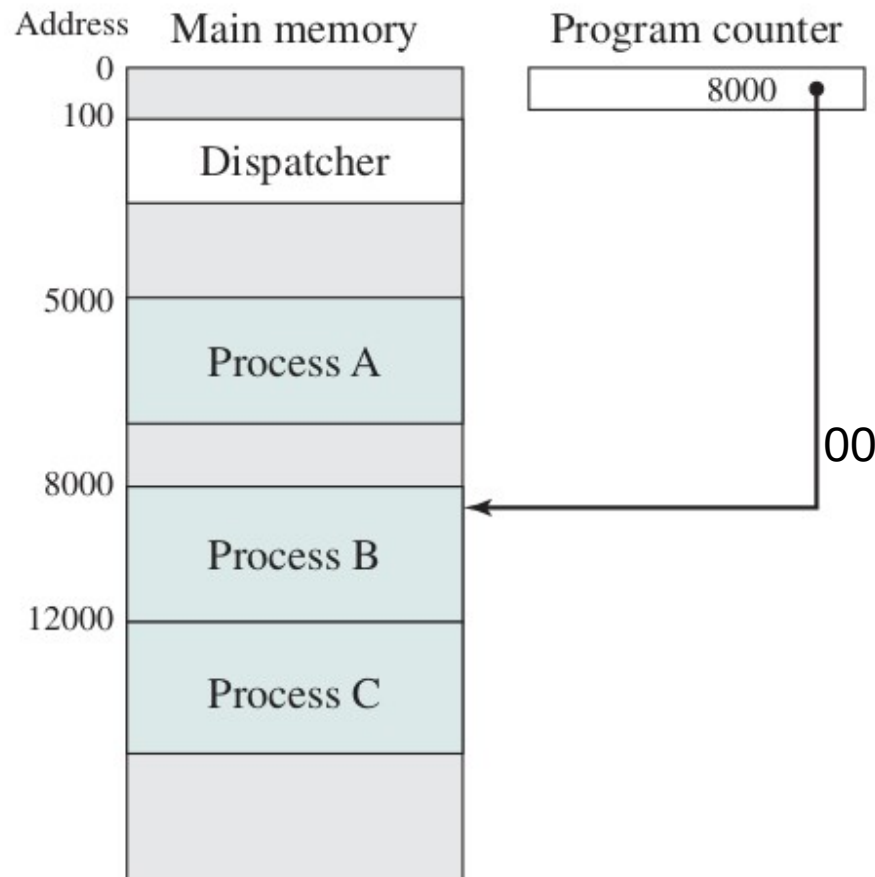 Address Main memory Program counter
0
8000
100
Dispatcher
5000
Process A
00
8000
Process B
12000
Process C